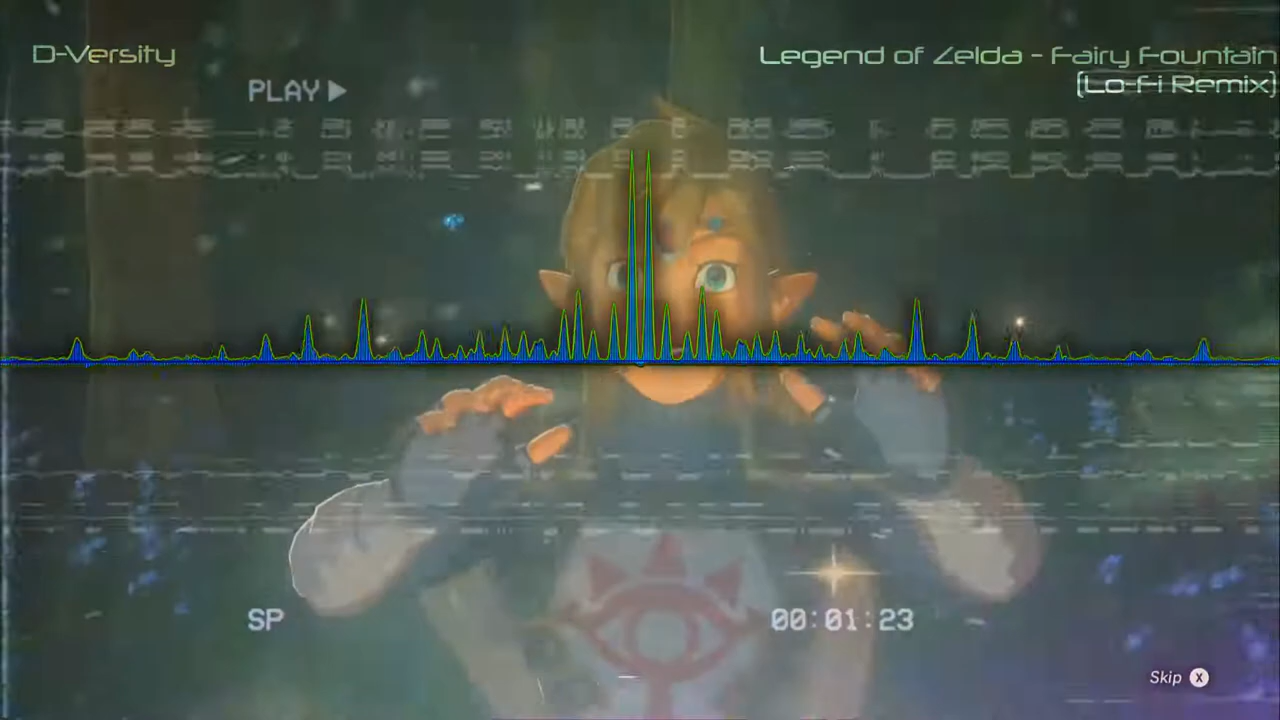 D-Versity
Legend of Zelda - Fairy Fountain
(Lo-fi Remix)
PLAY
SP
00:01:23
Skip X